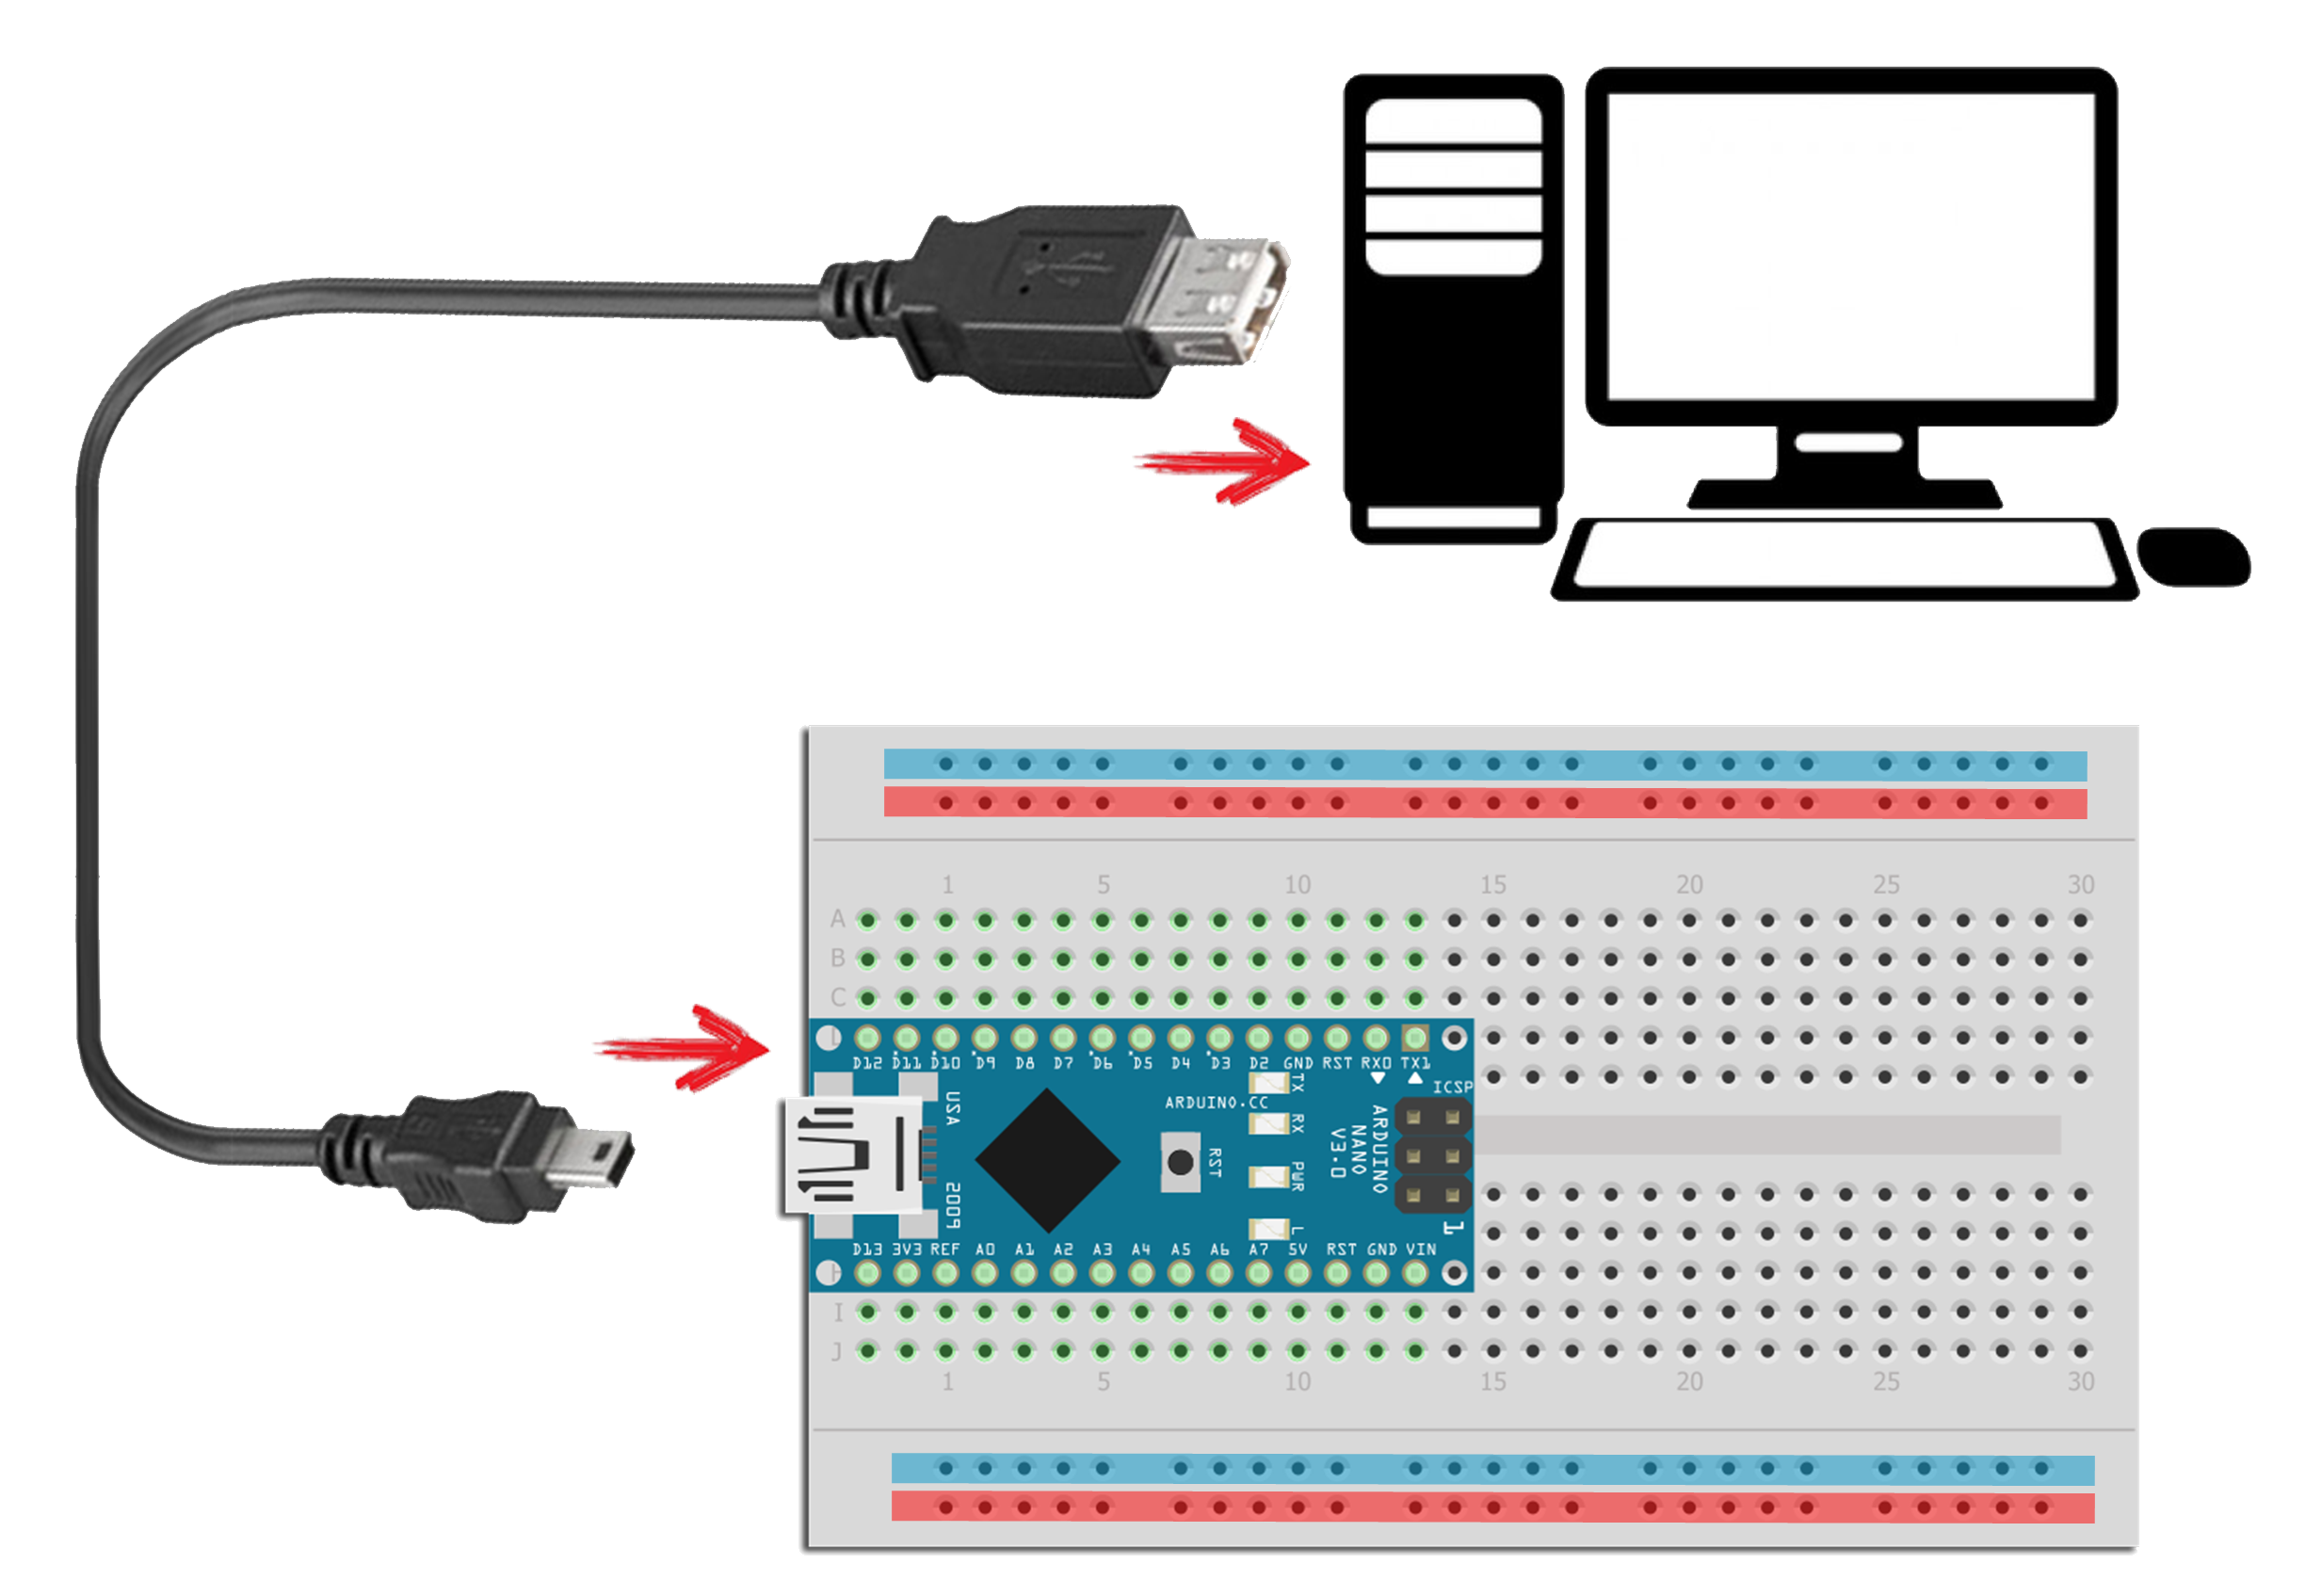 1 5 10 15 20 25 30
A
B
C
D12 D11 D10 D9 D8 D7 D6 D5 D4 D3 D2 GND RST RX0 TX1
ICSP
TX
RX
PWR
L
USA
2009
ARDUINO.CC
RST
ARDUINO
NANO
V3.0
1
D13 3V3 REF A0 A1 A2 A3 A4 A5 A6 A7 5V RST GND VIN
H
I
J
1 5 10 15 20 25 30